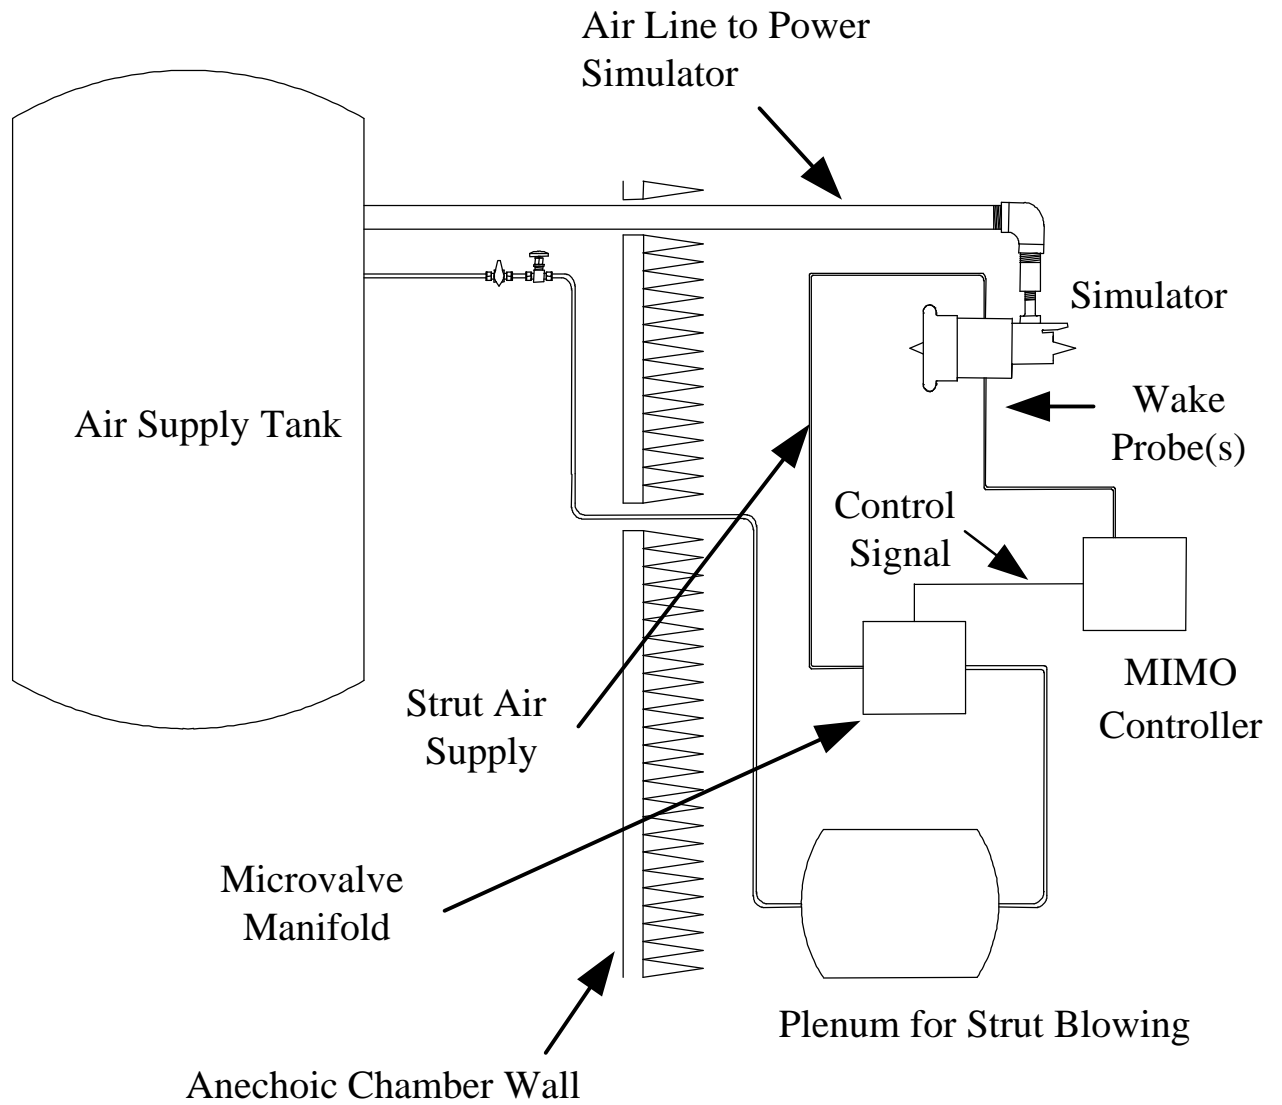 Air Line to Power
Simulator
Simulator
Air Supply Tank
Wake
Probe(s)
Control
Signal
MIMO
Controller
Strut Air
Supply
Microvalve
Manifold
Plenum for Strut Blowing
Anechoic Chamber Wall